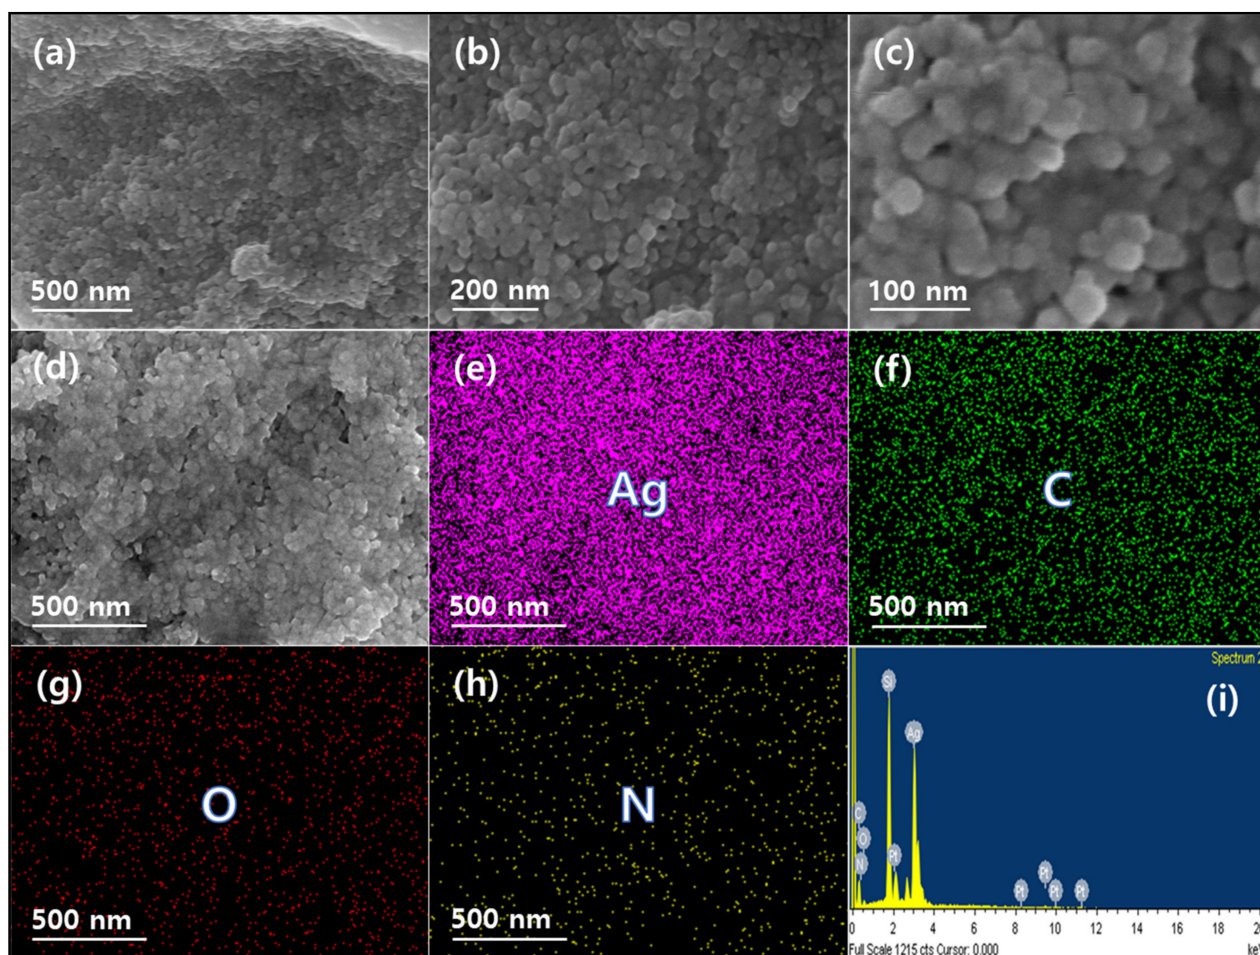 (a)
500 nm
(b)
200 nm
(c)
100 nm
(d)
(e)
Ag
500 nm
(f)
C
500 nm
(g)
O
500 nm
(h)
N
500 nm
Spectrum 2
(i)
Si
Ag
C
O
N
Pt
Pt
Pt
Pt
Pt
0 2 4 6 8 10 12 14 16 18 20
Full Scale 1215 cts Cursor: 0.000
keV